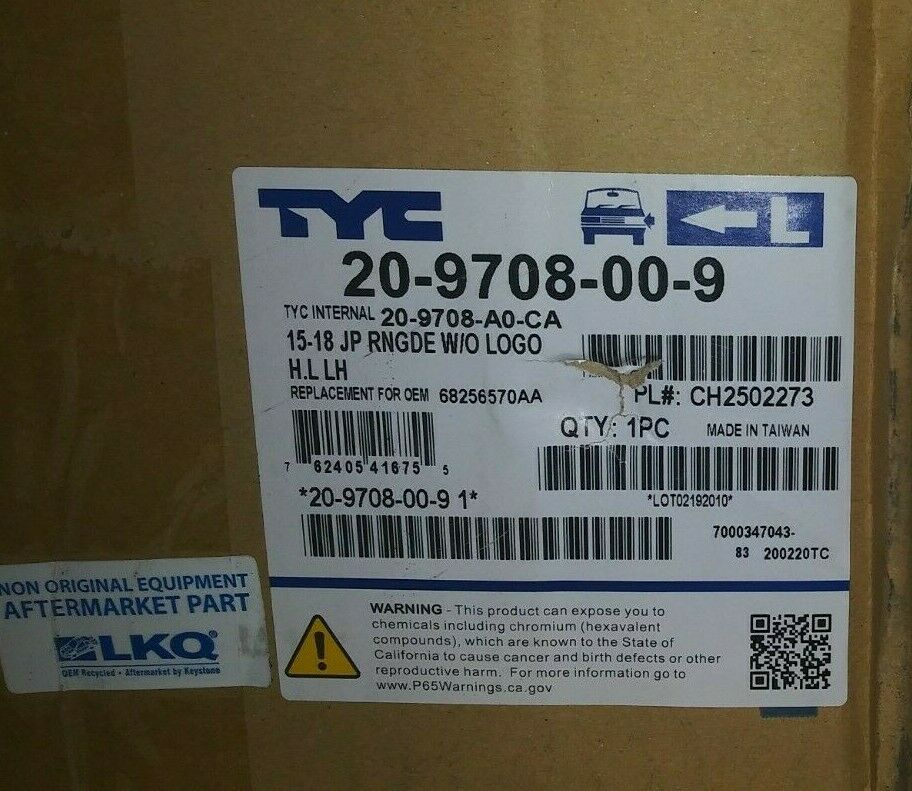 TYC
L
20-9708-00-9
TYC INTERNAL 20-9708-A0-CA
15-18 JP RNGDE W/O LOGO
H.L LH
REPLACEMENT FOR OEM 68256570AA
PL#: CH2502273
QTY: 1PC MADE IN TAIWAN
7 62405 41675 5
*LOT02192010*
*20-9708-00-9 1*
7000347043-
83 200220TC
WARNING - This product can expose you to
chemicals including chromium (hexavalent
compounds), which are known to the State of
California to cause cancer and birth defects or other
reproductive harm. For more information go to
www.P65Warnings.ca.gov
NON ORIGINAL EQUIPMENT
AFTERMARKET PART
LKQ
OEM Recycled • Aftermarket by Keystone